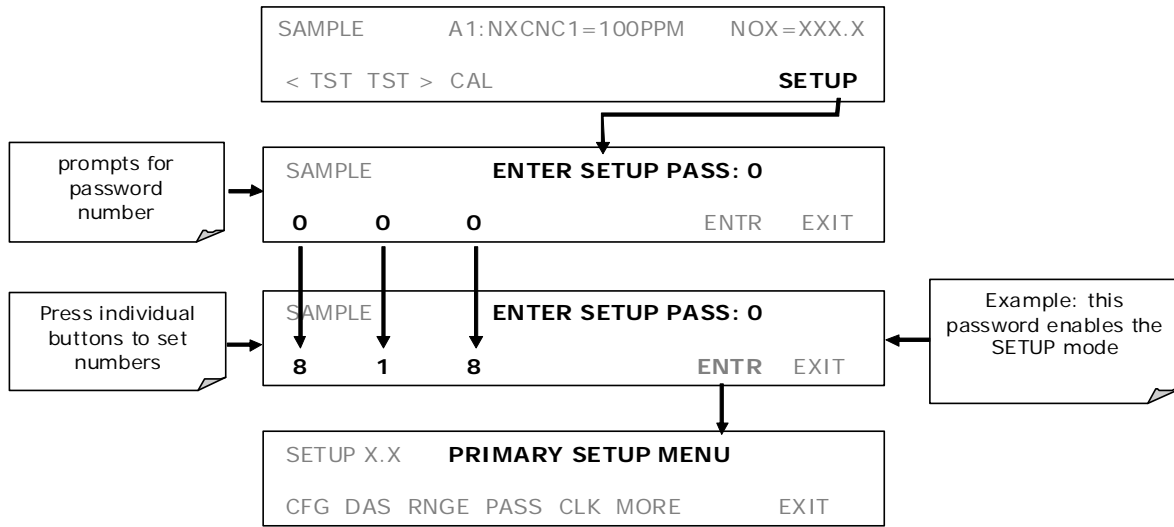 SAMPLE A1:NXCNC1=100PPM NOX=XXX.X
< TST TST > CAL SETUP
prompts for
password
number
SAMPLE ENTER SETUP PASS: 0
0 0 0 ENTR EXIT
Press individual
buttons to set
numbers
SAMPLE ENTER SETUP PASS: 0
8 1 8 ENTR EXIT
Example: this
password enables the
SETUP mode
SETUP X.X PRIMARY SETUP MENU
CFG DAS RNGE PASS CLK MORE EXIT